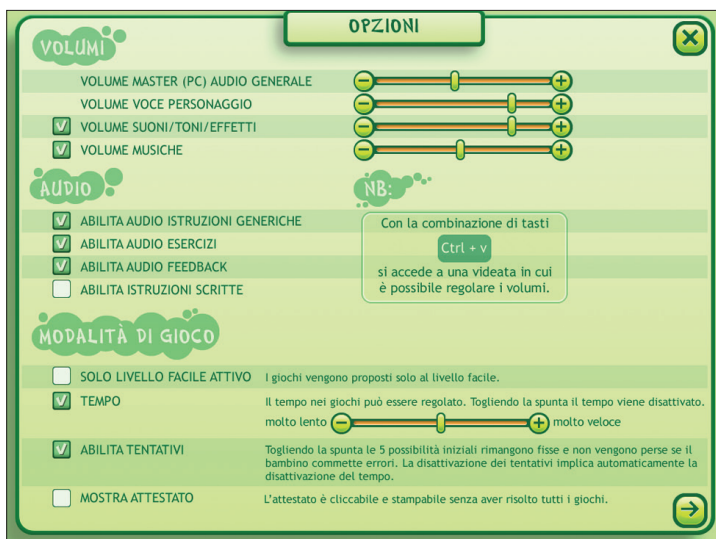 OPZIONI
VOLUMI
VOLUME MASTER (PC) AUDIO GENERALE
VOLUME VOCE PERSONAGGIO
VOLUME SUONI/TONI/EFFETTI
VOLUME MUSICHE
AUDIO
ABILITA AUDIO ISTRUZIONI GENERICHE
ABILITA AUDIO ESERCIZI
ABILITA AUDIO FEEDBACK
ABILITA ISTRUZIONI SCRITTE
NB:
Con la combinazione di tasti
Ctrl + v
si accede a una videata in cui
è possibile regolare i volumi.
MODALITÀ DI GIOCO
SOLO LIVELLO FACILE ATTIVO I giochi vengono proposti solo al livello facile.
TEMPO Il tempo nei giochi può essere regolato. Togliendo la spunta il tempo viene disattivato.
molto lento molto veloce
ABILITA TENTATIVI Togliendo la spunta le 5 possibilità iniziali rimangono fisse e non vengono perse se il
bambino commette errori. La disattivazione dei tentativi implica automaticamente la
disattivazione del tempo.
MOSTRA ATTESTATO L'attestato è cliccabile e stampabile senza aver risolto tutti i giochi.